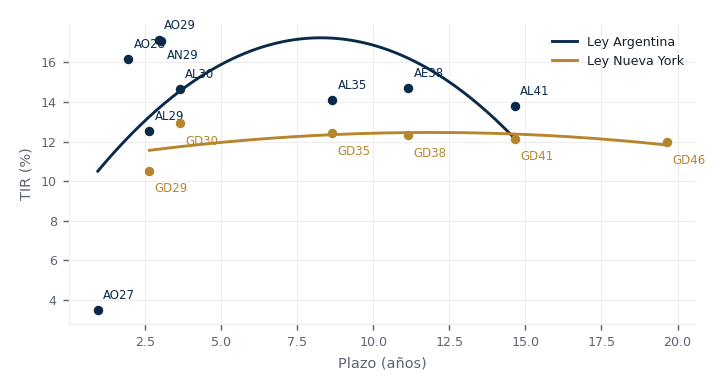 Ley Argentina
Ley Nueva York
AO29
AO28
AN29
AL30
AL35
AE38
AL41
AL29
GD30
GD35
GD38
GD41
GD46
GD29
AO27
TIR (%)
16
14
12
10
8
6
4
2.5
5.0
7.5
10.0
12.5
15.0
17.5
20.0
Plazo (años)